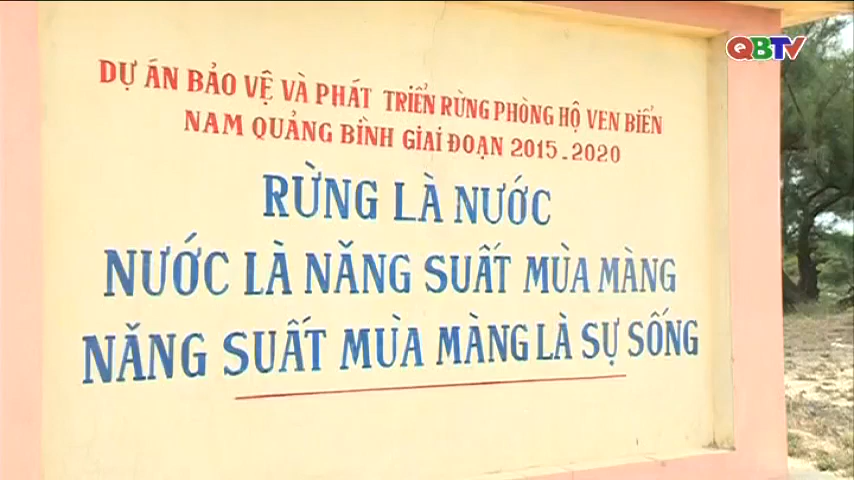 QBTV
DỰ ÁN BẢO VỆ VÀ PHÁT TRIỂN RỪNG PHÒNG HỘ VEN BIỂN
NAM QUẢNG BÌNH GIAI ĐOẠN 2015-2020
RỪNG LÀ NƯỚC
NƯỚC LÀ NĂNG SUẤT MÙA MÀNG
NĂNG SUẤT MÙA MÀNG LÀ SỰ SỐNG